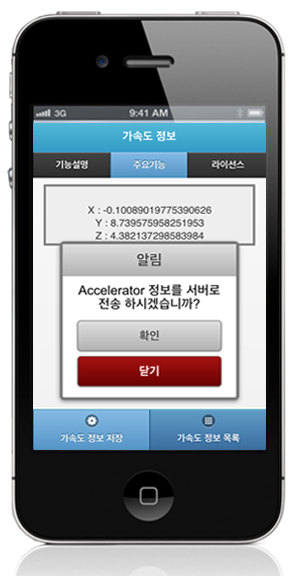 3G 9:41 AM
가속도 정보
기능설명 주요기능 라이선스
X : -0.10089019775390626
Y : 8.739575958251953
Z : 4.382137298583984
알림
Accelerator 정보를 서버로
전송 하시겠습니까?
확인
닫기
가속도 정보 저장 가속도 정보 목록